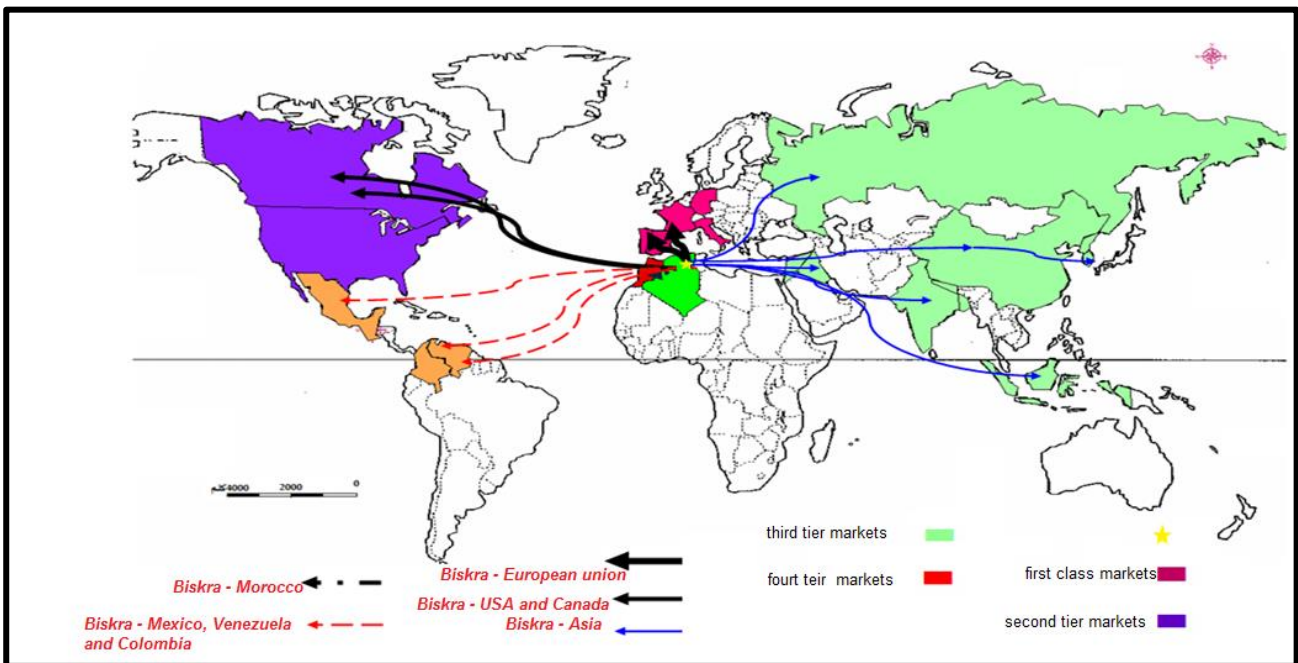 كم4000 2000 0
third tier markets
fourt teir markets
first class markets
second tier markets
Biskra - Morocco
Biskra - Mexico, Venezuela
and Colombia
Biskra - European union
Biskra - USA and Canada
Biskra - Asia